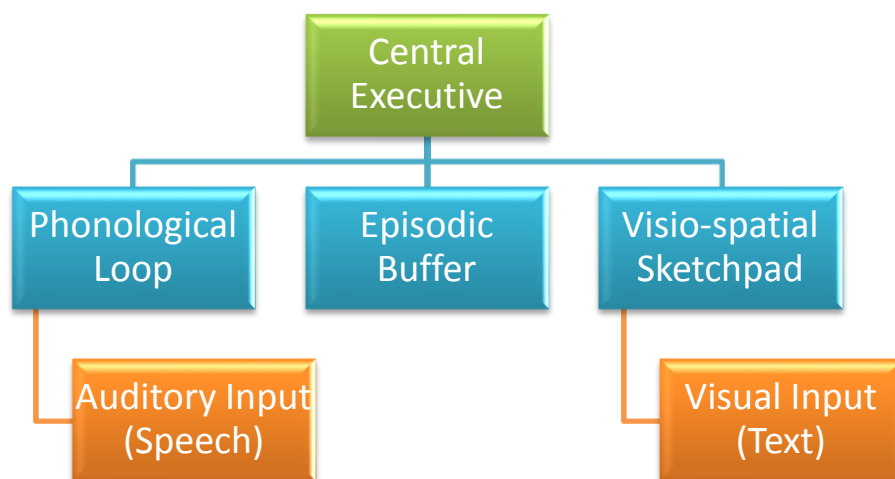 Central
Executive
Phonological
Loop
Episodic
Buffer
Visio-spatial
Sketchpad
Auditory Input
(Speech)
Visual Input
(Text)